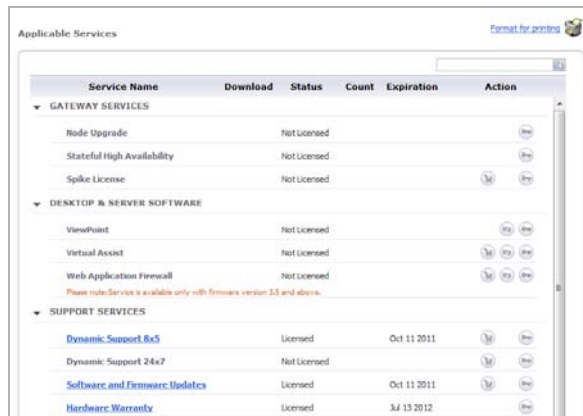 Applicable Services
Format for printing
Service Name Download Status Count Expiration Action
GATEWAY SERVICES
Node Upgrade Not Licensed
Stateful High Availability Not Licensed
Spike License Not Licensed
DESKTOP & SERVER SOFTWARE
ViewPoint Not Licensed
Virtual Assist Not Licensed
Web Application Firewall Not Licensed
Please note:Service is available only with firmware version 3.5 and above.
SUPPORT SERVICES
Dynamic Support 8x5 Licensed Oct 11 2011
Dynamic Support 24x7 Not Licensed
Software and Firmware Updates Licensed Oct 11 2011
Hardware Warranty Licensed Jul 13 2012